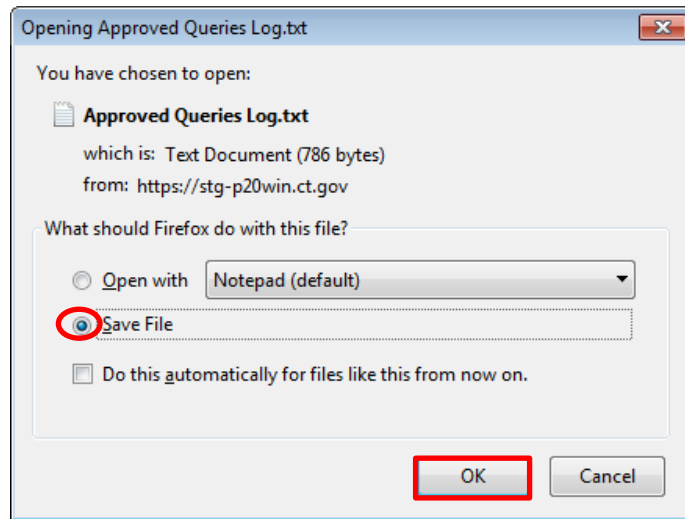 Opening Approved Queries Log.txt
You have chosen to open:
Approved Queries Log.txt
which is: Text Document (786 bytes)
from: https://stg-p20win.ct.gov
What should Firefox do with this file?
Open with Notepad (default)
Save File
Do this automatically for files like this from now on.
OK Cancel